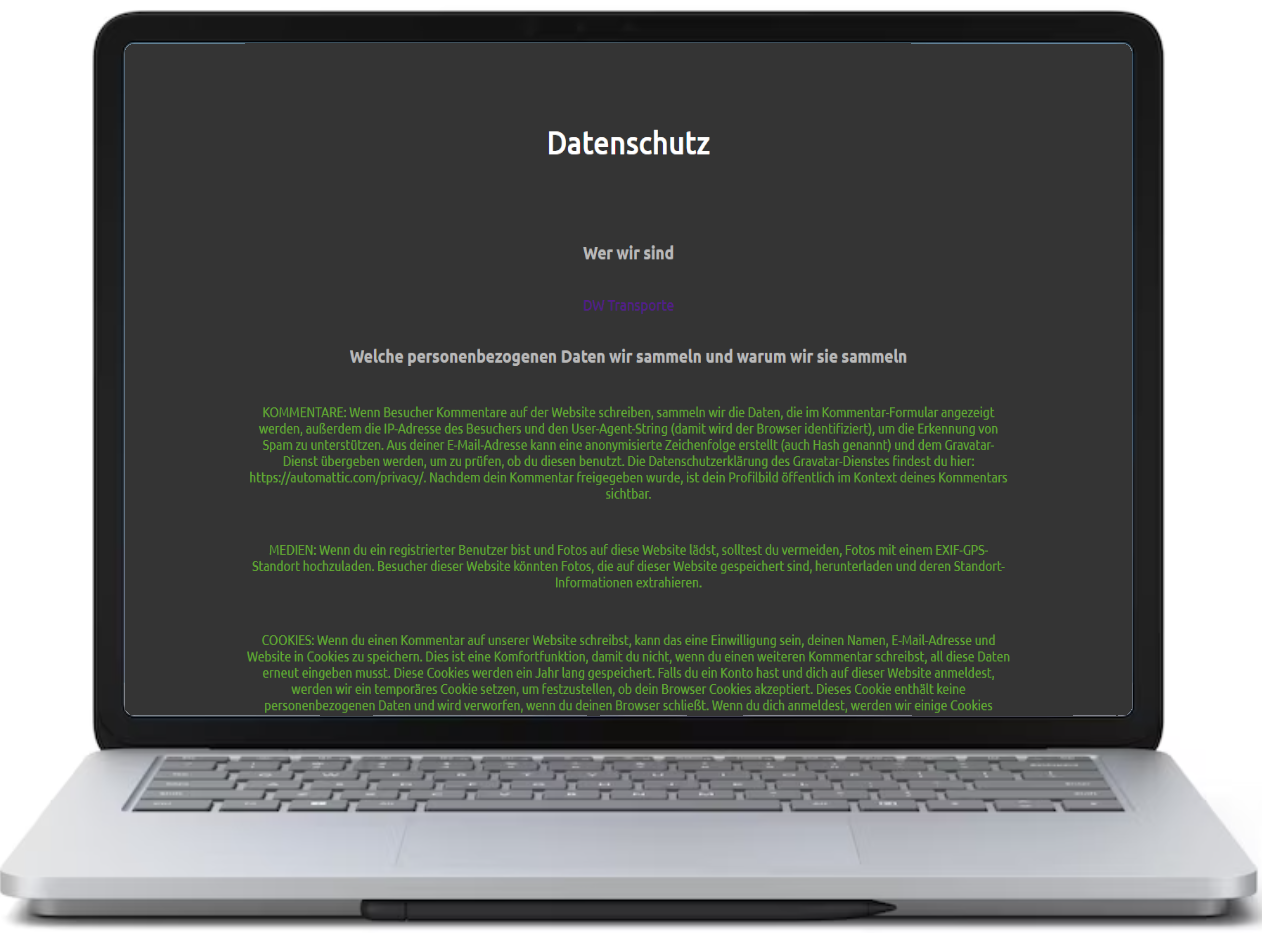 Datenschutz
Wer wir sind
DW Transporte
Welche personenbezogenen Daten wir sammeln und warum wir sie sammeln
KOMMENTARE: Wenn Besucher Kommentare auf der Website schreiben, sammeln wir die Daten, die im Kommentar-Formular angezeigt
werden, außerdem die IP-Adresse des Besuchers und den User-Agent-String (damit wird der Browser identifiziert), um die Erkennung von
Spam zu unterstützen. Aus deiner E-Mail-Adresse kann eine anonymisierte Zeichenfolge erstellt (auch Hash genannt) und dem Gravatar-
Dienst übergeben werden, um zu prüfen, ob du diesen benutzt. Die Datenschutzerklärung des Gravatar-Dienstes findest du hier:
https://automattic.com/privacy/. Nachdem dein Kommentar freigegeben wurde, ist dein Profilbild öffentlich im Kontext deines Kommentars
sichtbar.
MEDIEN: Wenn du ein registrierter Benutzer bist und Fotos auf diese Website lädst, solltest du vermeiden, Fotos mit einem EXIF-GPS-
Standort hochzuladen. Besucher dieser Website könnten Fotos, die auf dieser Website gespeichert sind, herunterladen und deren Standort-
Informationen extrahieren.
COOKIES: Wenn du einen Kommentar auf unserer Website schreibst, kann das eine Einwilligung sein, deinen Namen, E-Mail-Adresse und
Website in Cookies zu speichern. Dies ist eine Komfortfunktion, damit du nicht, wenn du einen weiteren Kommentar schreibst, all diese Daten
erneut eingeben musst. Diese Cookies werden ein Jahr lang gespeichert. Falls du ein Konto hast und dich auf dieser Website anmeldest,
werden wir ein temporäres Cookie setzen, um festzustellen, ob dein Browser Cookies akzeptiert. Dieses Cookie enthält keine
personenbezogenen Daten und wird verworfen, wenn du deinen Browser schließt. Wenn du dich anmeldest, werden wir einige Cookies